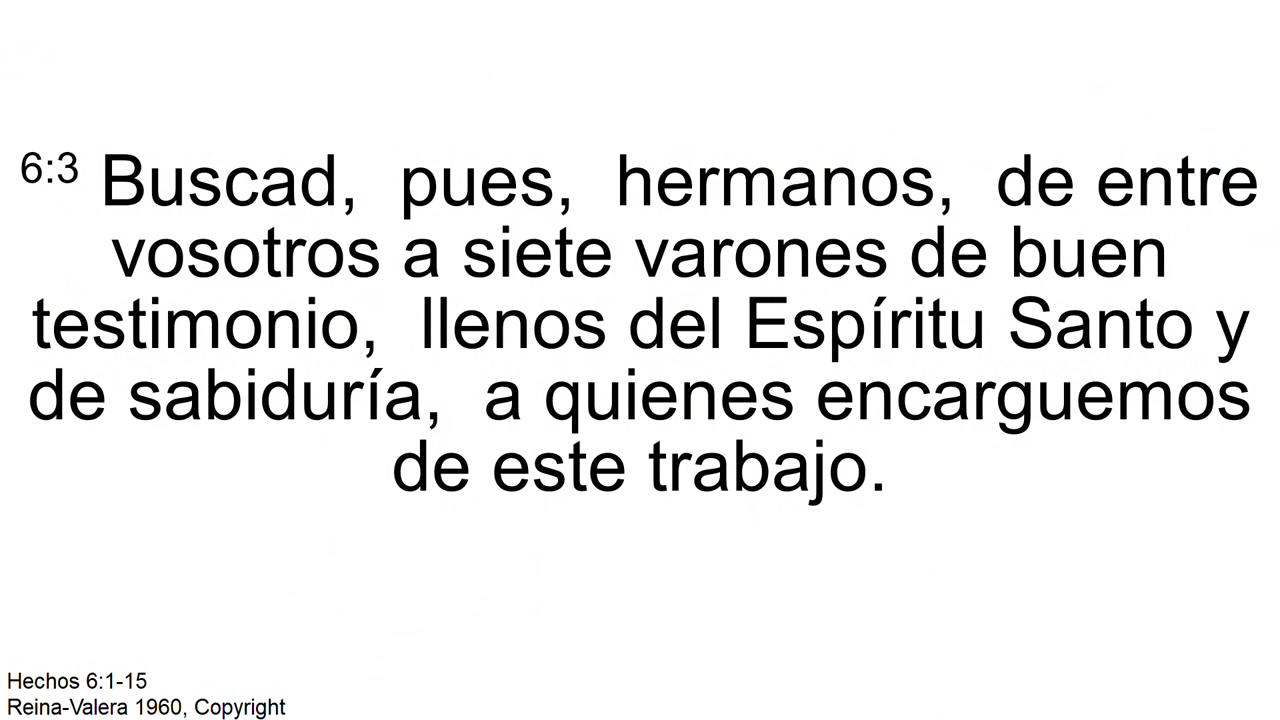 6:3 Buscad, pues, hermanos, de entre
vosotros a siete varones de buen
testimonio, llenos del Espíritu Santo y
de sabiduría, a quienes encarguemos
de este trabajo.
Hechos 6:1-15
Reina-Valera 1960, Copyright